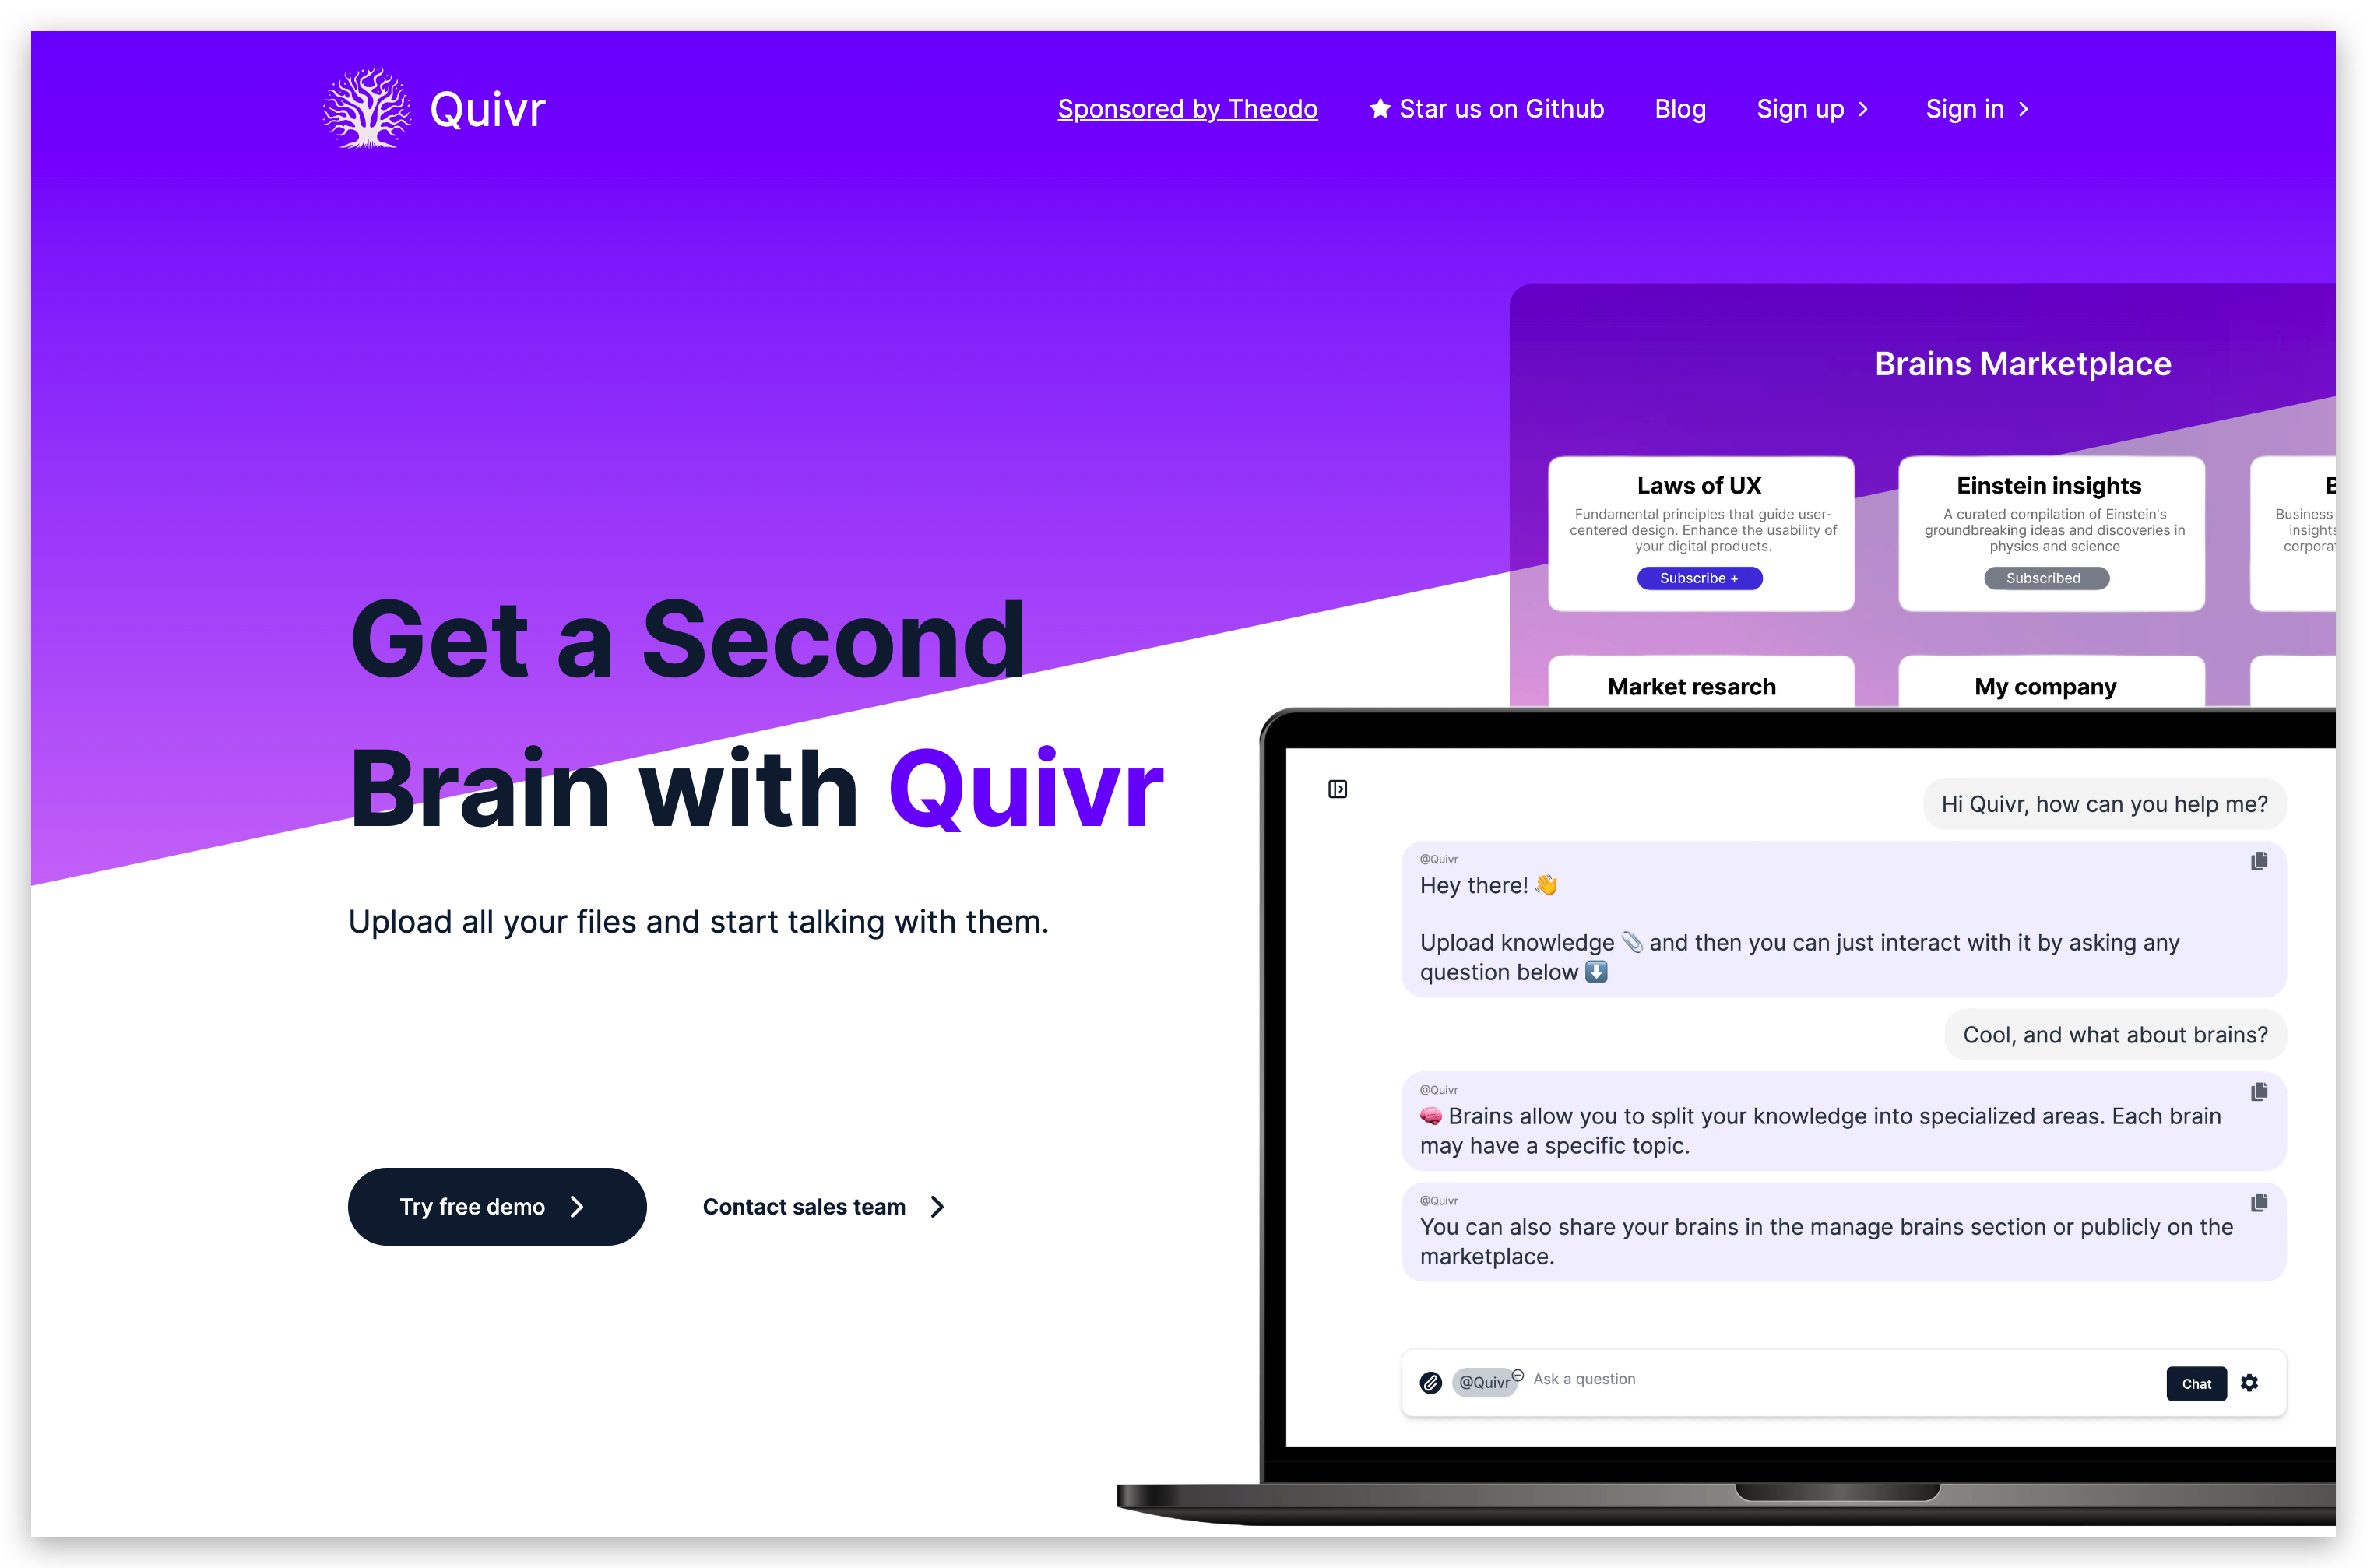 Quivr
Sponsored by Theodo
Star us on Github
Blog
Sign up
Sign in
Get a Second
Brain with Quivr
Upload all your files and start talking with them.
Try free demo
Contact sales team
Brains Marketplace
Laws of UX
Fundamental principles that guide user-
centered design. Enhance the usability of
your digital products.
Subscribe +
Einstein insights
A curated compilation of Einstein's
groundbreaking ideas and discoveries in
physics and science
Subscribed
B
Business
insights
corporat
Market resarch
My company
Hi Quivr, how can you help me?
@Quivr
Hey there! 👋
Upload knowledge 📎 and then you can just interact with it by asking any
question below ⬇️
Cool, and what about brains?
@Quivr
🧠 Brains allow you to split your knowledge into specialized areas. Each brain
may have a specific topic.
@Quivr
You can also share your brains in the manage brains section or publicly on the
marketplace.
@Quivr
Ask a question
Chat